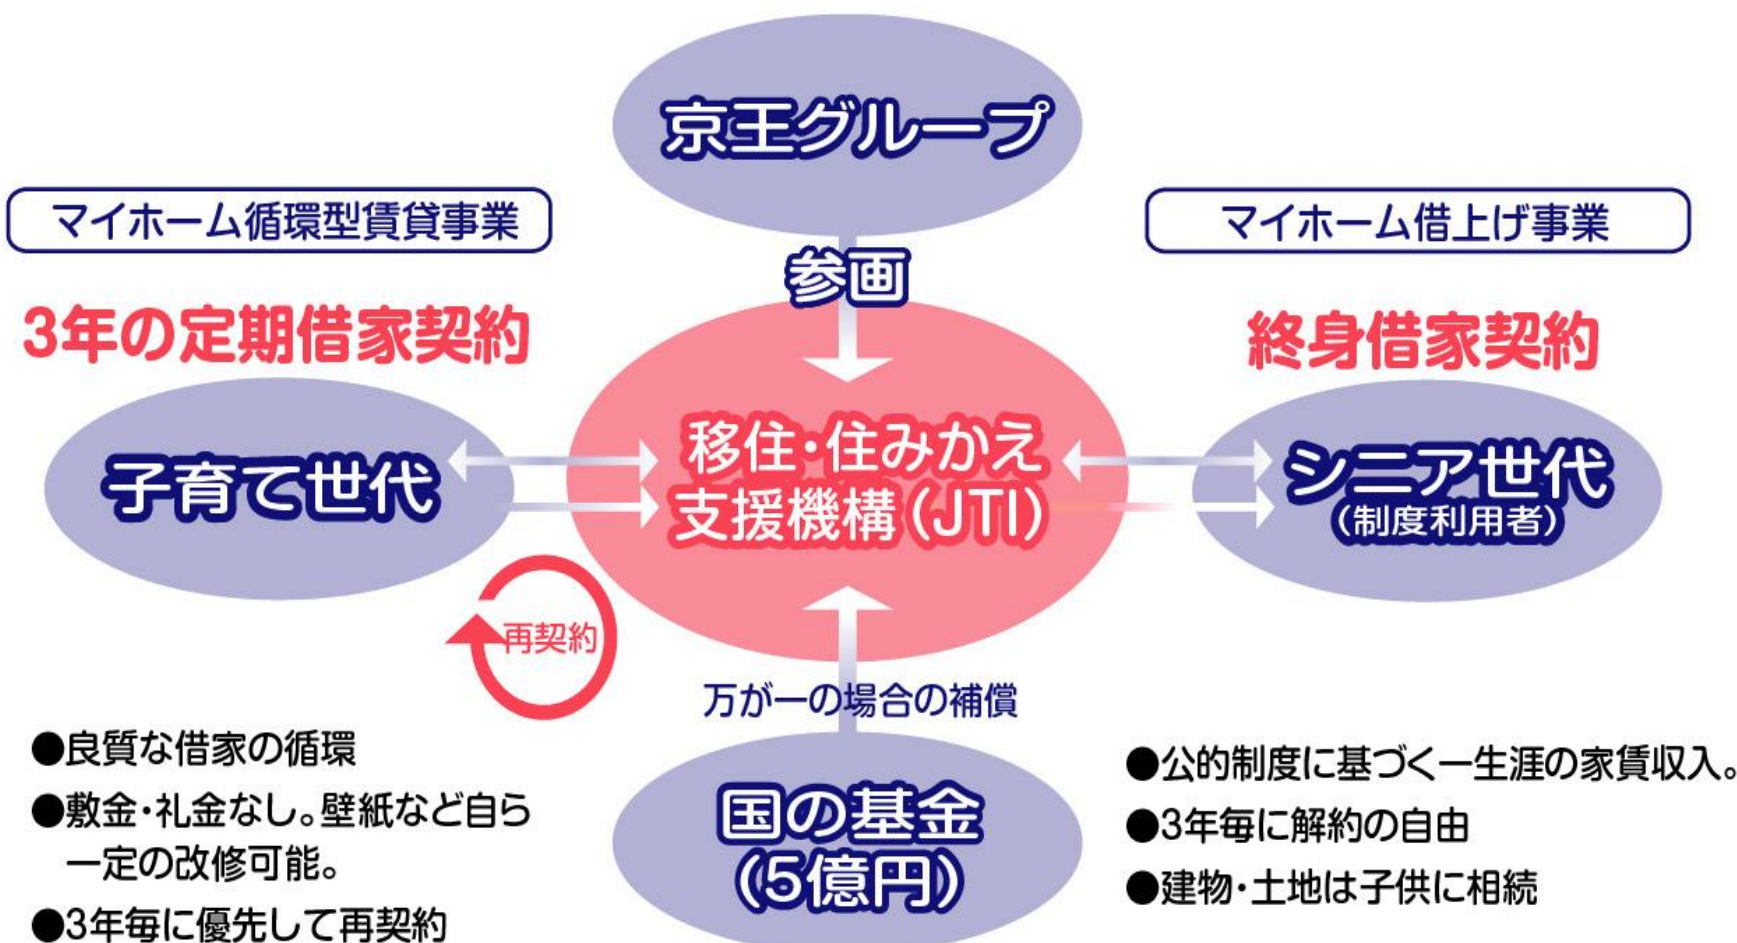 京王グループ
マイホーム循環型賃貸事業
マイホーム借上げ事業
参画
3年の定期借家契約
終身借家契約
子育て世代
移住・住みかえ
支援機構(JTI)
シニア世代
(制度利用者)
再契約
万が一の場合の補償
国の基金
(5億円)
●良質な借家の循環
●敷金・礼金なし。壁紙など自ら
一定の改修可能。
●3年毎に優先して再契約
●公的制度に基づく一生涯の家賃収入。
●3年毎に解約の自由
●建物・土地は子供に相続